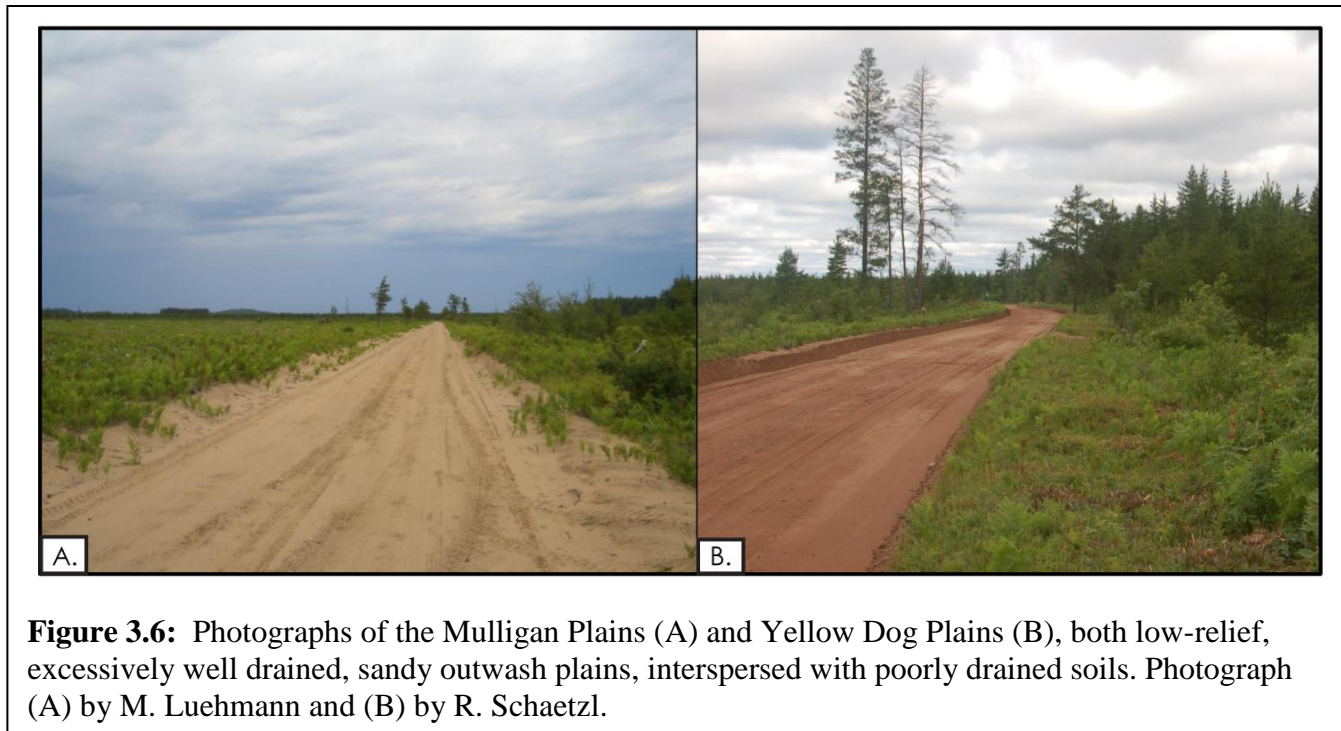 A.
B.
Figure 3.6: Photographs of the Mulligan Plains (A) and Yellow Dog Plains (B), both low-relief,
excessively well drained, sandy outwash plains, interspersed with poorly drained soils. Photograph
(A) by M. Luehmann and (B) by R. Schaetzl.